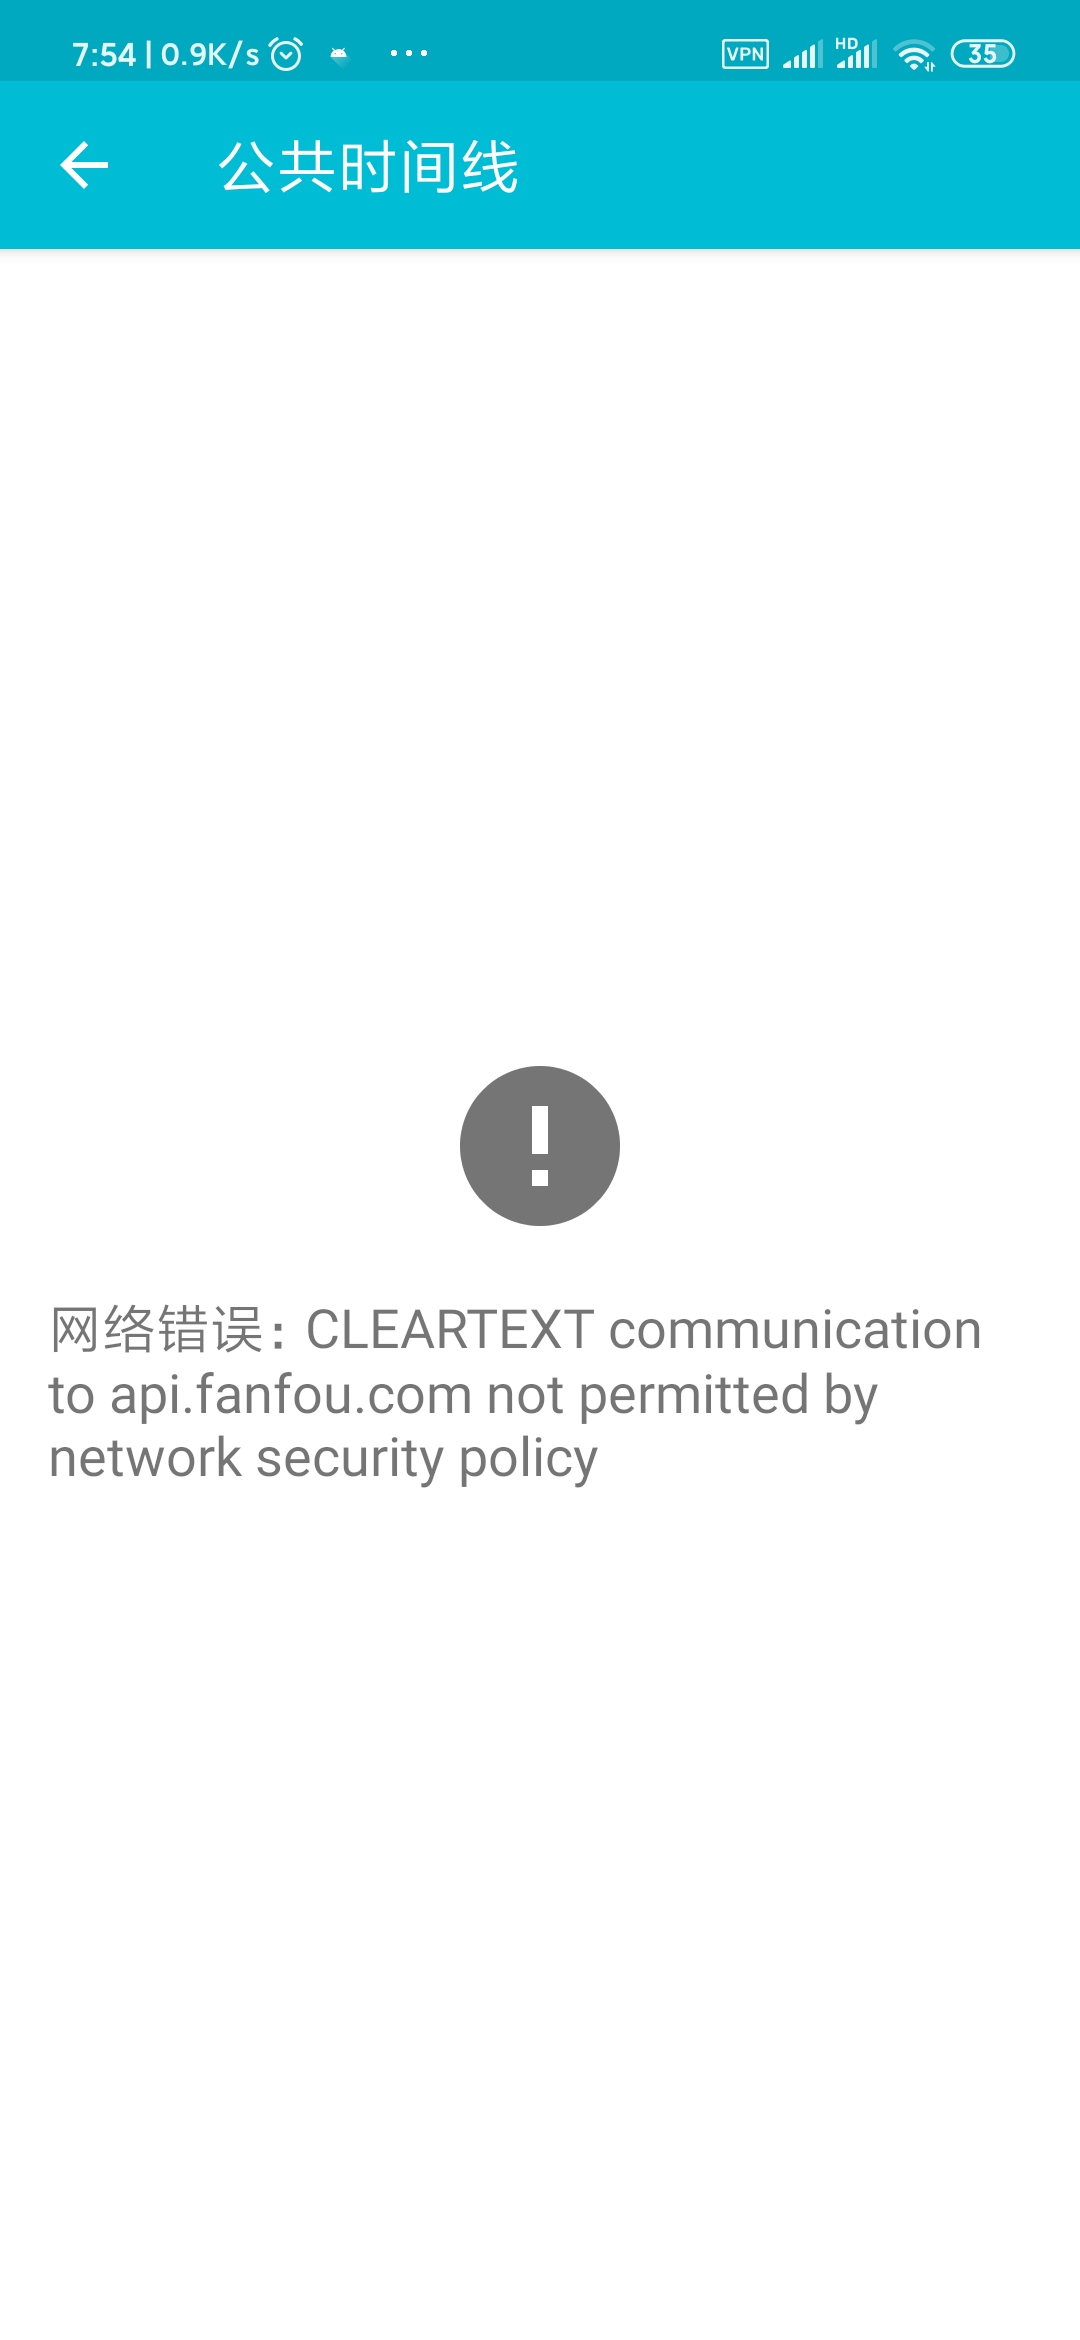 7:54 | 0.9K/s ...
VPN HD 35
公共时间线
网络错误：CLEARTEXT communication
to api.fanfou.com not permitted by
network security policy